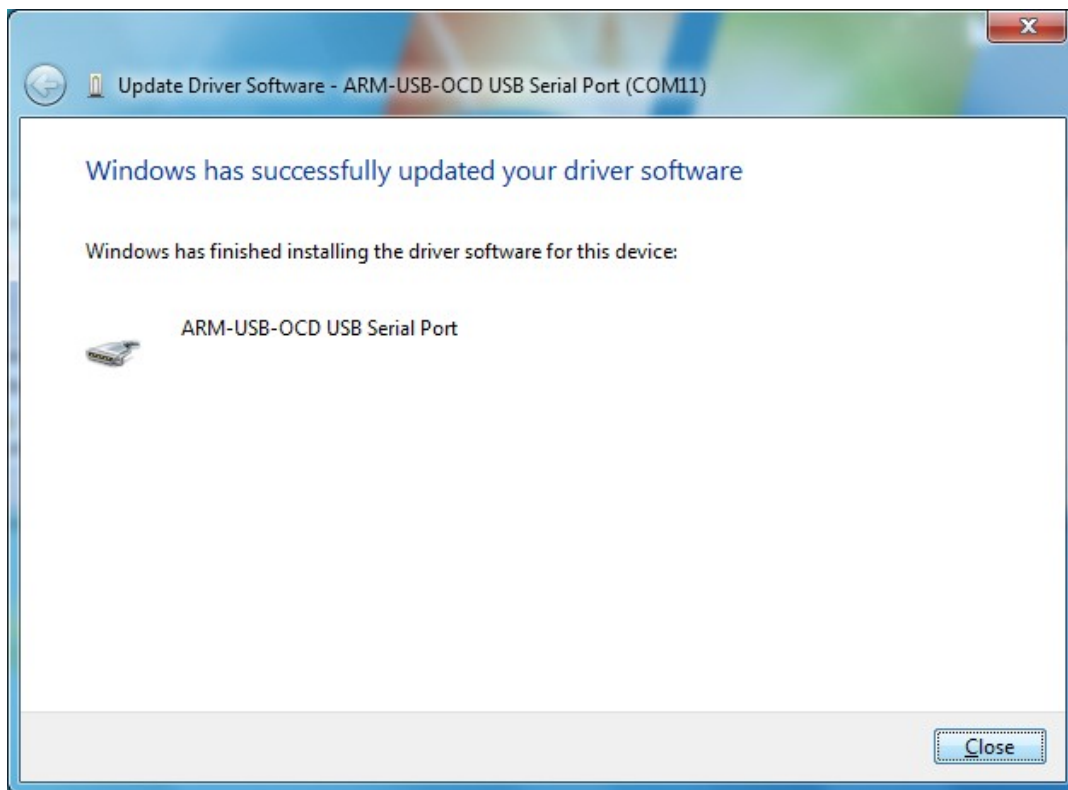 Update Driver Software - ARM-USB-OCD USB Serial Port (COM11)
Windows has successfully updated your driver software
Windows has finished installing the driver software for this device:
ARM-USB-OCD USB Serial Port
Close